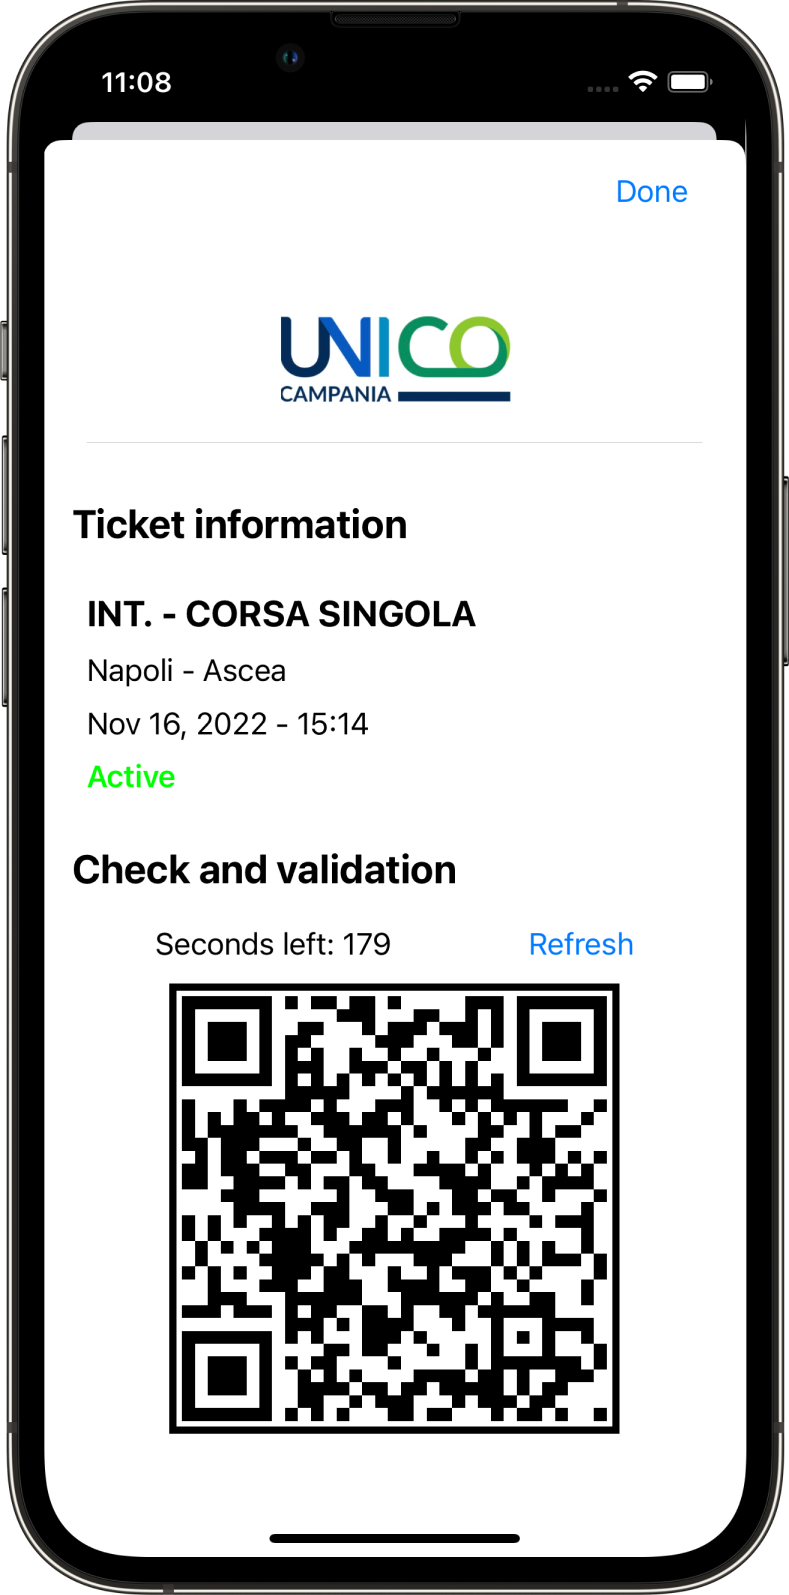 11:08
Done
UNICO
CAMPANIA
Ticket information
INT. - CORSA SINGOLA
Napoli - Ascea
Nov 16, 2022 - 15:14
Active
Check and validation
Seconds left: 179 Refresh